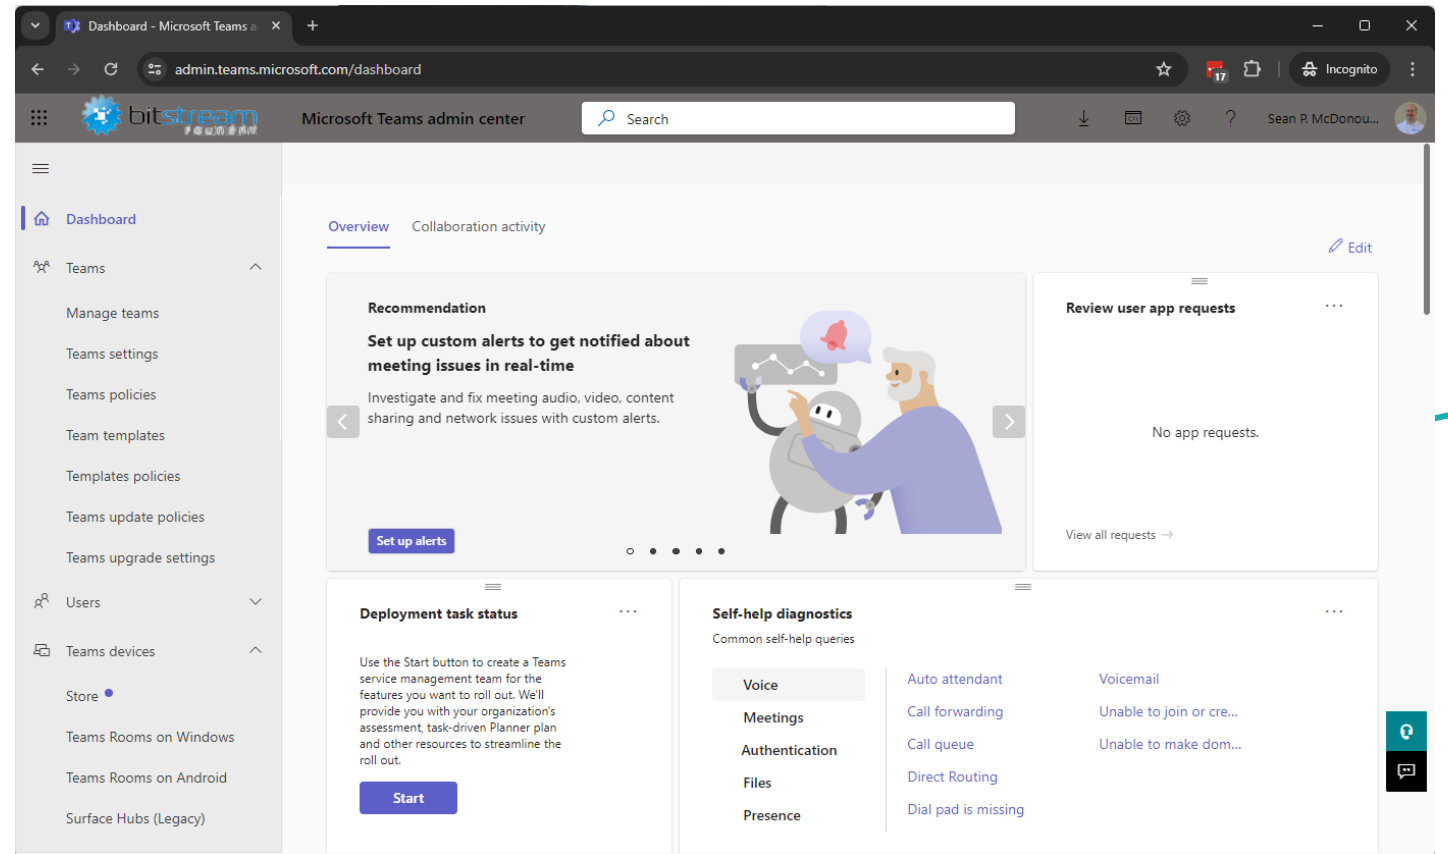 Dashboard - Microsoft Teams a
admin.teams.microsoft.com/dashboard
17
Incognito
bitstream
Microsoft Teams admin center
Search
Sean P. McDonou...
Dashboard
Teams
Manage teams
Teams settings
Teams policies
Team templates
Templates policies
Teams update policies
Teams upgrade settings
Users
Teams devices
Store
Teams Rooms on Windows
Teams Rooms on Android
Surface Hubs (Legacy)
Overview
Collaboration activity
Edit
Recommendation
Set up custom alerts to get notified about
meeting issues in real-time
Investigate and fix meeting audio, video, content
sharing and network issues with custom alerts.
Set up alerts
Review user app requests
No app requests.
View all requests →
Deployment task status
Use the Start button to create a Teams
service management team for the
features you want to roll out. We'll
provide you with your organization's
assessment, task-driven Planner plan
and other resources to streamline the
roll out.
Start
Self-help diagnostics
Common self-help queries
Voice
Meetings
Authentication
Files
Presence
Auto attendant
Call forwarding
Call queue
Direct Routing
Dial pad is missing
Voicemail
Unable to join or cre...
Unable to make dom...